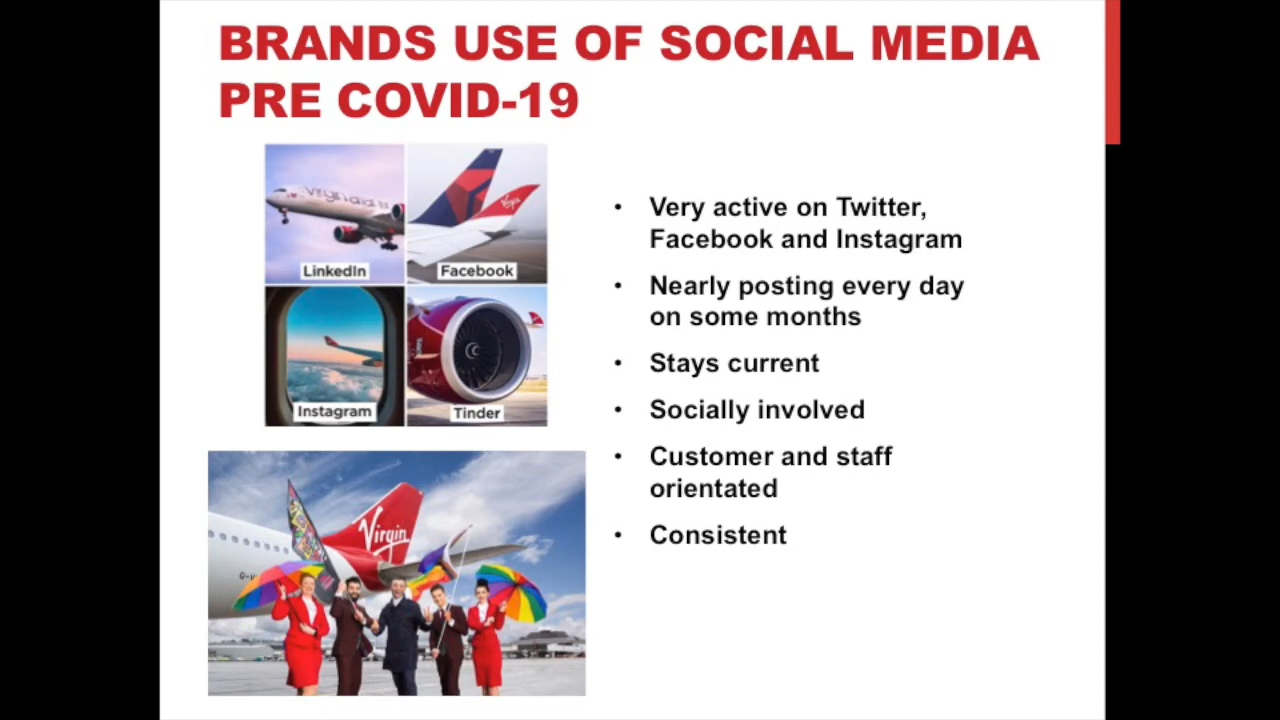 BRANDS USE OF SOCIAL MEDIA
PRE COVID-19
LinkedIn
Facebook
Virgin
Instagram
Tinder
Virgin
• Very active on Twitter,
Facebook and Instagram
• Nearly posting every day
on some months
• Stays current
• Socially involved
• Customer and staff
orientated
• Consistent